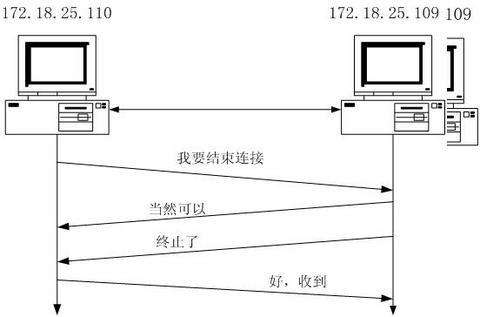 172.18.25.110
172.18.25.109 109
我要结束连接
当然可以
终止了
好，收到